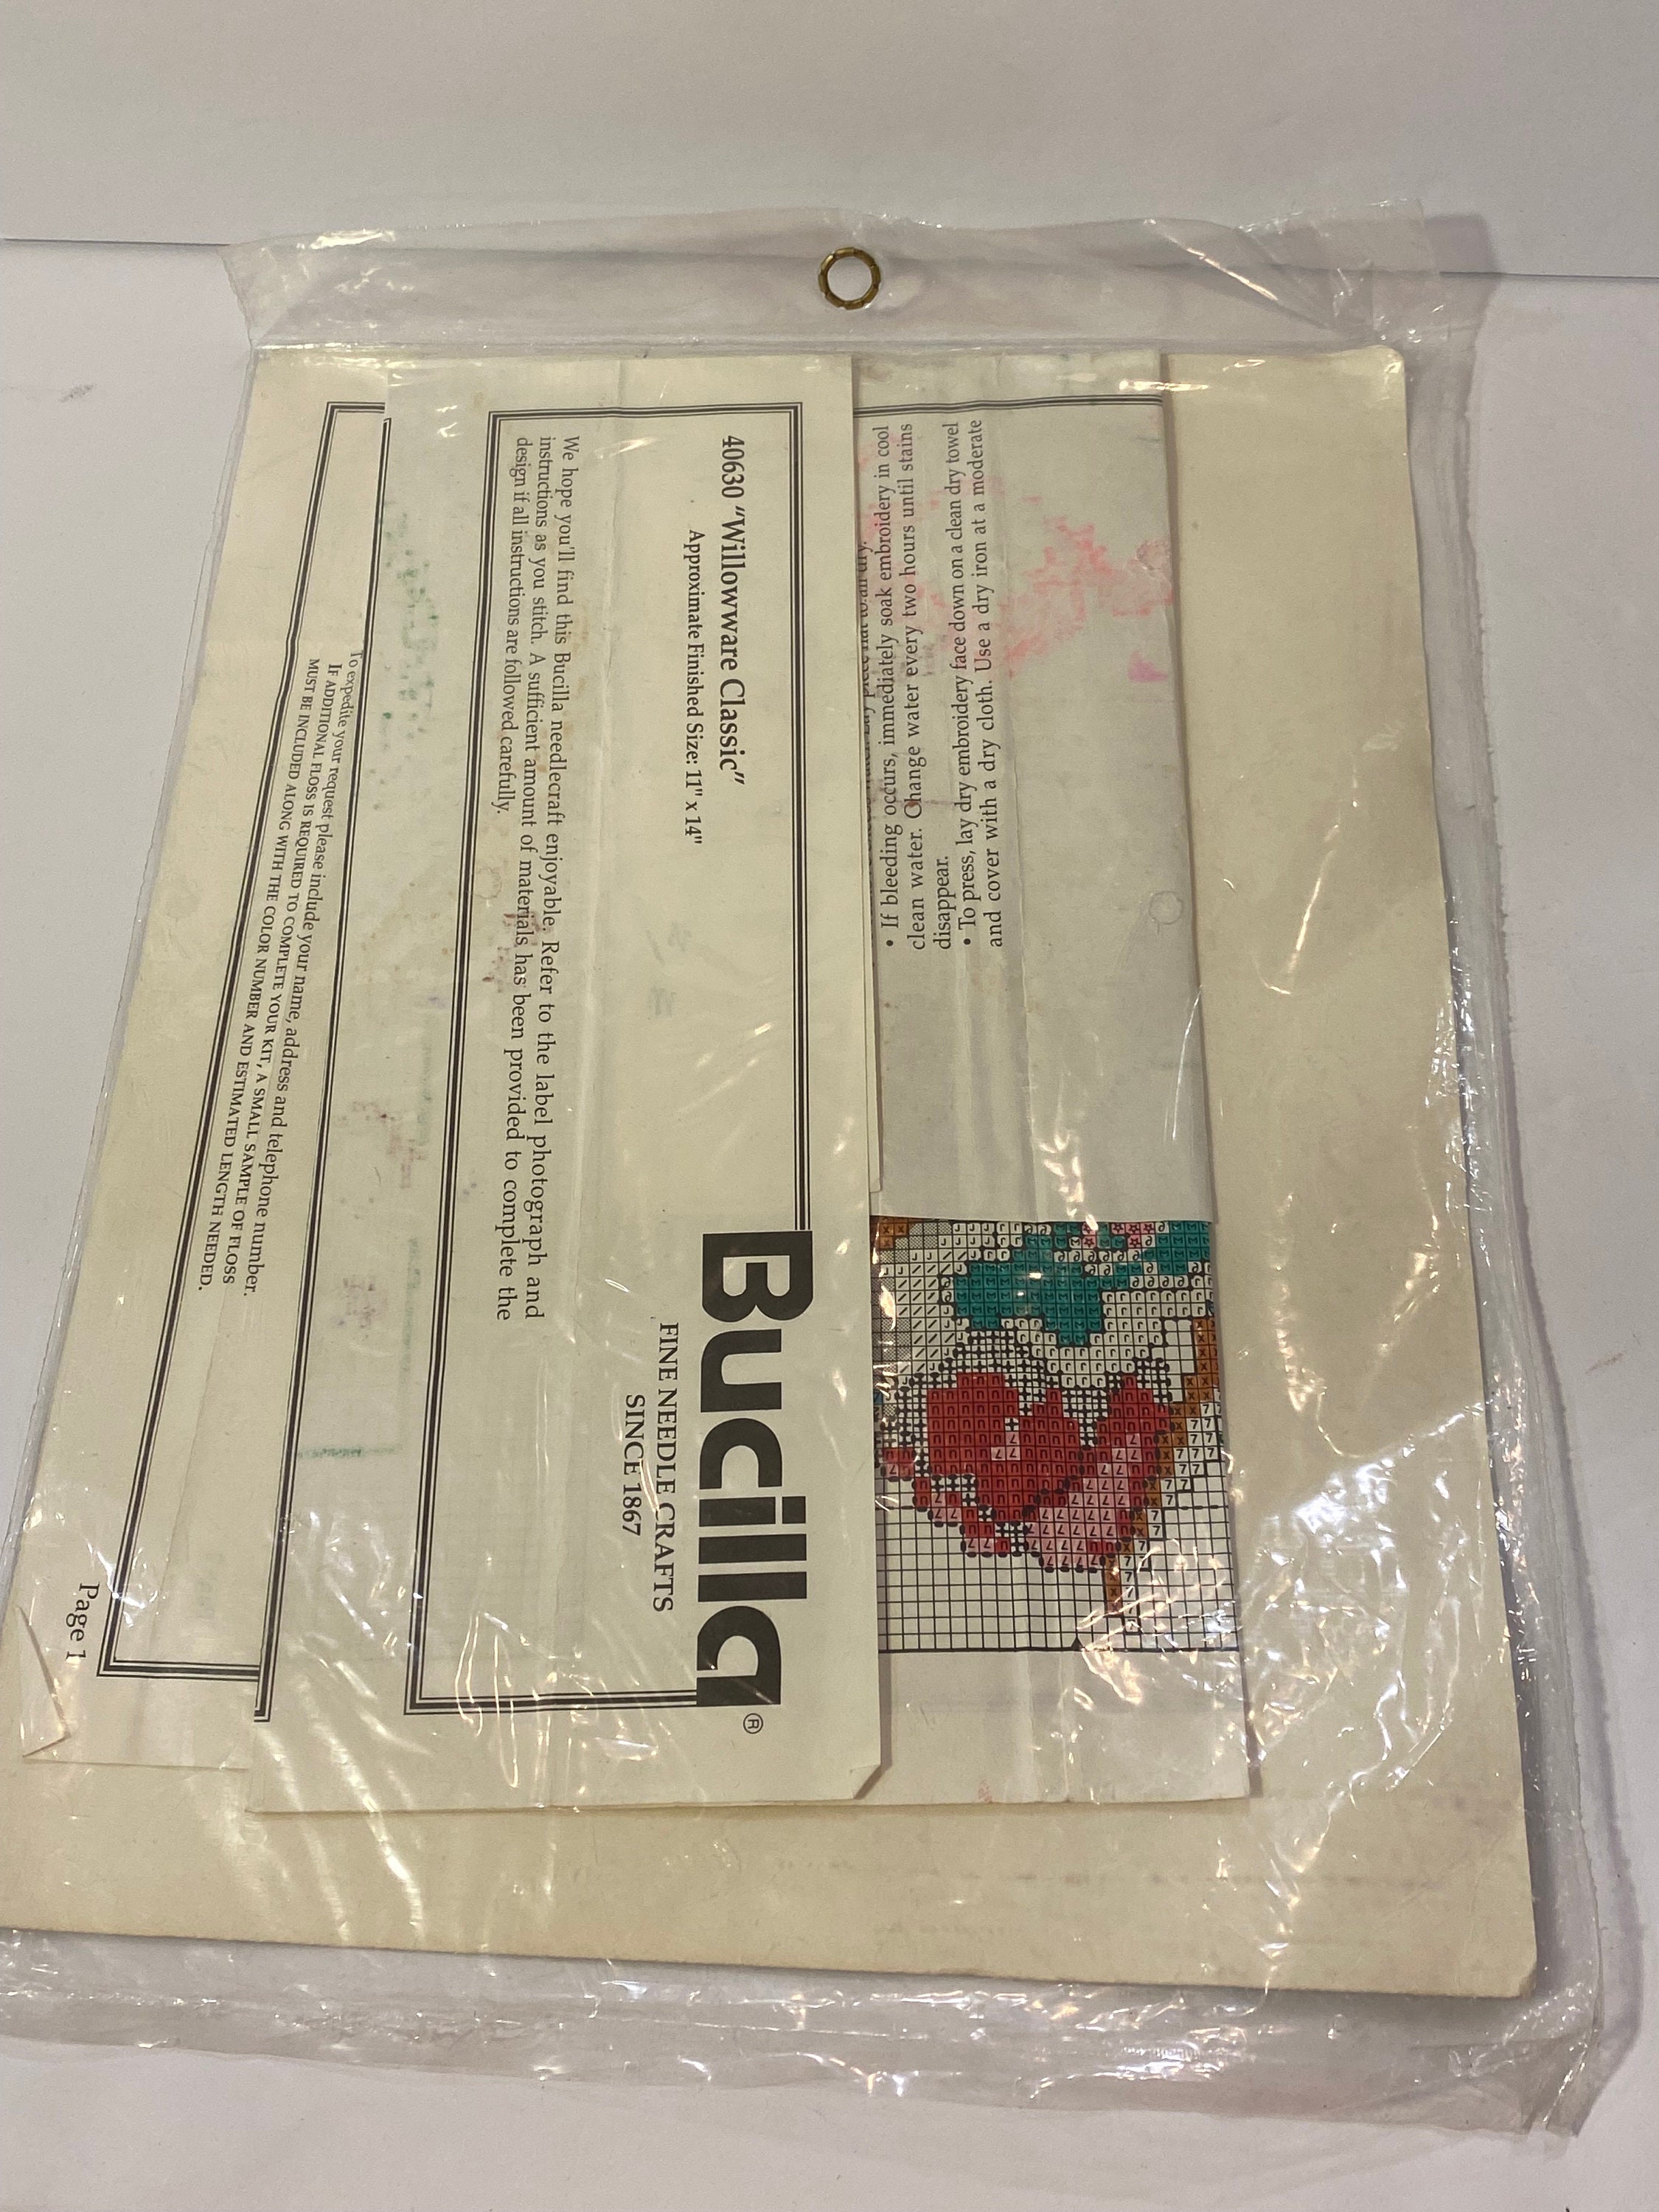 40630 "Willowware Classic"
Approximate Finished Size: 11" x 14"
Bucilla®
FINE NEEDLE CRAFTS
SINCE 1867
We hope you'll find this Bucilla needlecraft enjoyable. Refer to the label photograph and
instructions as you stitch. A sufficient amount of materials has been provided to complete the
design if all instructions are followed carefully.
To expedite your request please include your name, address and telephone number.
IF ADDITIONAL FLOSS IS REQUIRED TO COMPLETE YOUR KIT, A SMALL SAMPLE OF FLOSS
MUST BE INCLUDED ALONG WITH THE COLOR NUMBER AND ESTIMATED LENGTH NEEDED.
Page 1
• If bleeding occurs, immediately soak embroidery in cool
clean water. Change water every two hours until stains
disappear.
• To press, lay dry embroidery face down on a clean dry towel
and cover with a dry cloth. Use a dry iron at a moderate